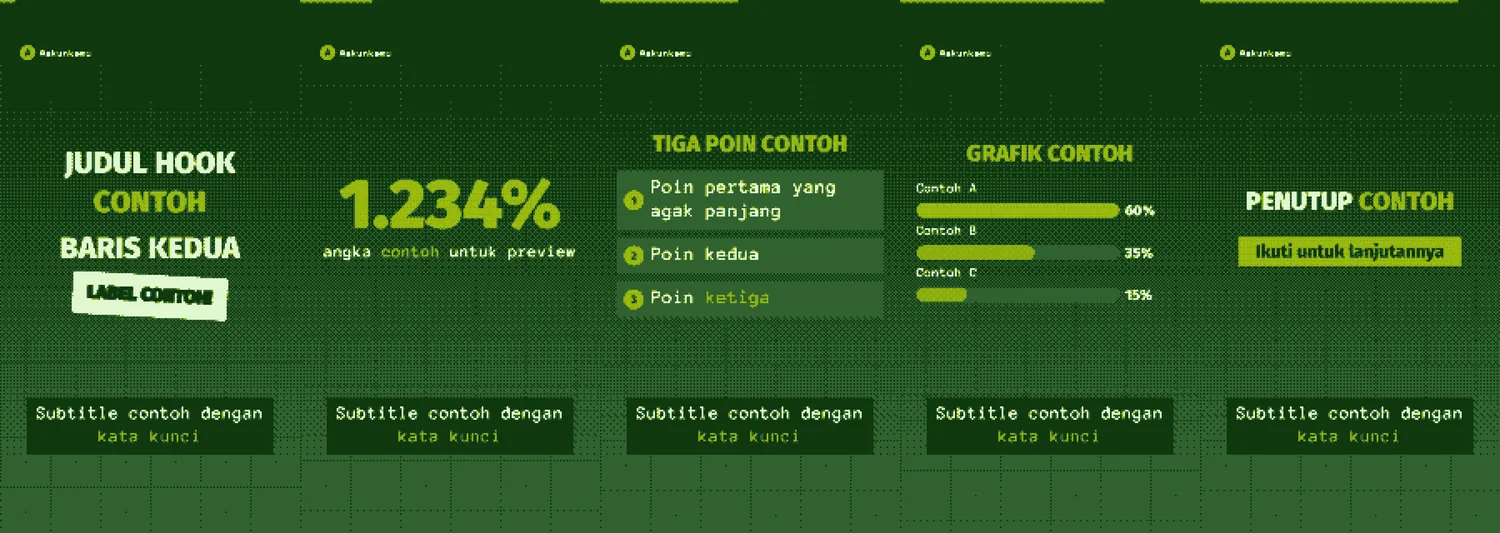 A @akunkamu
JUDUL HOOK
CONTOH
BARIS KEDUA
LABEL CONTOH!
Subtitle contoh dengan
kata kunci
A @akunkamu
1.234%
angka contoh untuk preview
Subtitle contoh dengan
kata kunci
A @akunkamu
TIGA POIN CONTOH
1 Poin pertama yang
agak panjang
2 Poin kedua
3 Poin ketiga
Subtitle contoh dengan
kata kunci
A @akunkamu
GRAFIK CONTOH
Contoh A
60%
Contoh B
35%
Contoh C
15%
Subtitle contoh dengan
kata kunci
A @akunkamu
PENUTUP CONTOH
Ikuti untuk lanjutannya
Subtitle contoh dengan
kata kunci